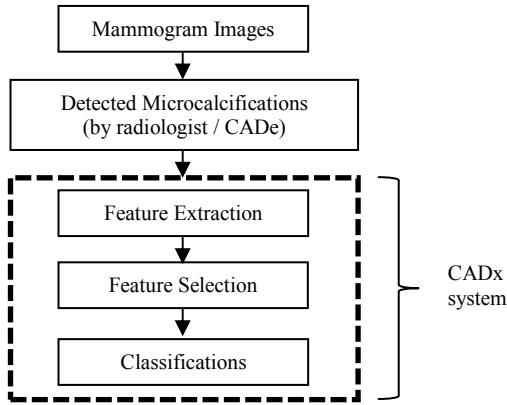 Mammogram Images
Detected Microcalcifications
(by radiologist / CADe)
Feature Extraction
Feature Selection
Classifications
CADx
system